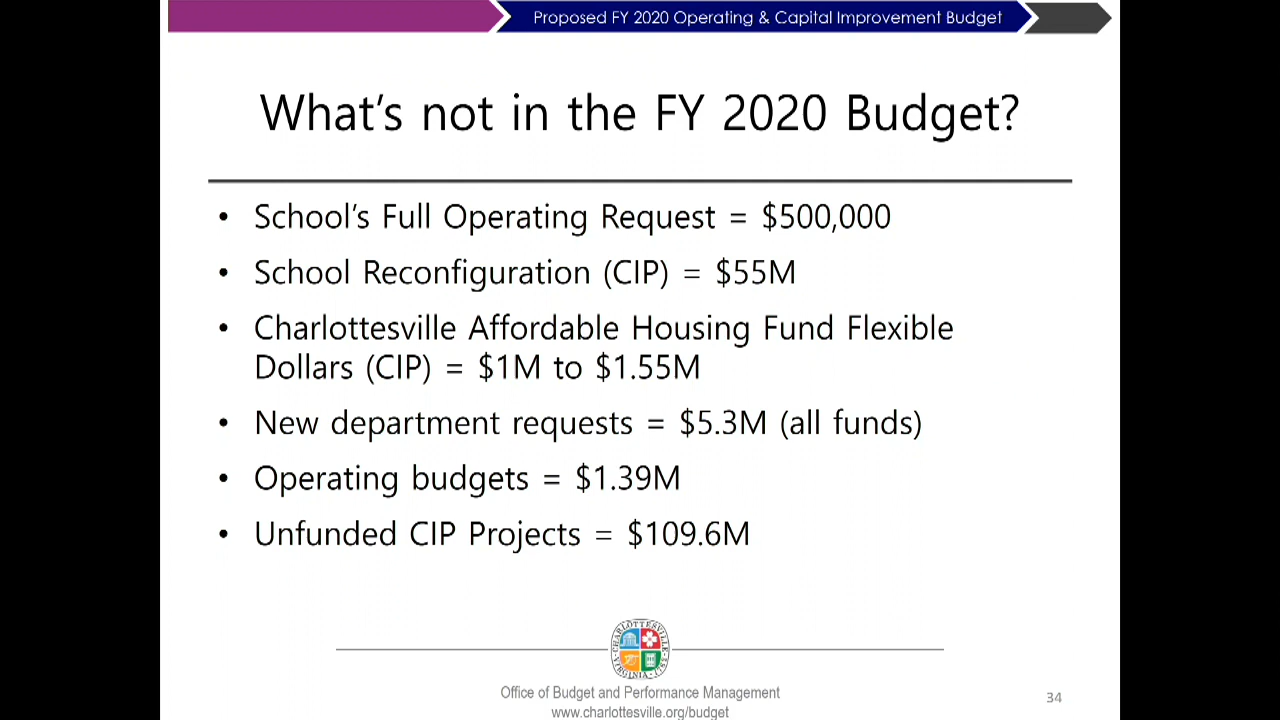 Proposed FY 2020 Operating & Capital Improvement Budget
What's not in the FY 2020 Budget?
• School's Full Operating Request = $500,000
• School Reconfiguration (CIP) = $55M
• Charlottesville Affordable Housing Fund Flexible
Dollars (CIP) = $1M to $1.55M
• New department requests = $5.3M (all funds)
• Operating budgets = $1.39M
• Unfunded CIP Projects = $109.6M
CHARLOTTESVILLE
VIRGINIA
Office of Budget and Performance Management
34
www.charlottesville.org/budget